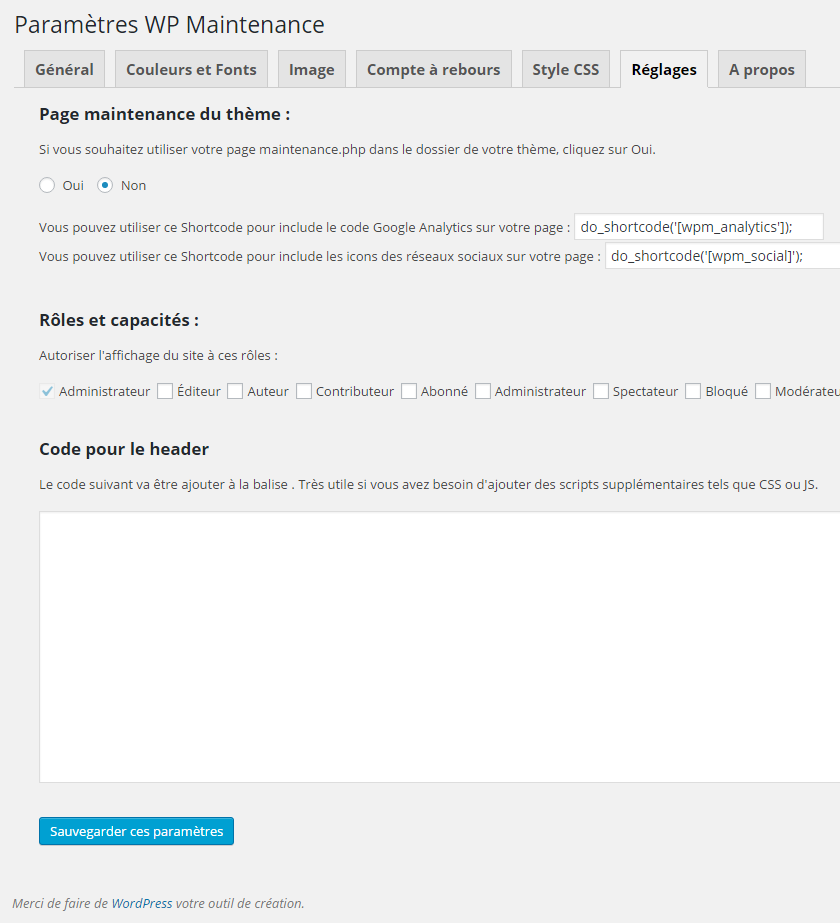 Paramètres WP Maintenance
Général Couleurs et Fonts Image Compte à rebours Style CSS Réglages A propos
Page maintenance du thème :
Si vous souhaitez utiliser votre page maintenance.php dans le dossier de votre thème, cliquez sur Oui.
Oui Non
Vous pouvez utiliser ce Shortcode pour include le code Google Analytics sur votre page : do_shortcode('[wpm_analytics']);
Vous pouvez utiliser ce Shortcode pour include les icons des réseaux sociaux sur votre page : do_shortcode('[wpm_social]');
Rôles et capacités :
Autoriser l'affichage du site à ces rôles :
Administrateur Éditeur Auteur Contributeur Abonné Administrateur Spectateur Bloqué Modérateu
Code pour le header
Le code suivant va être ajouter à la balise . Très utile si vous avez besoin d'ajouter des scripts supplémentaires tels que CSS ou JS.
Sauvegarder ces paramètres
Merci de faire de WordPress votre outil de création.